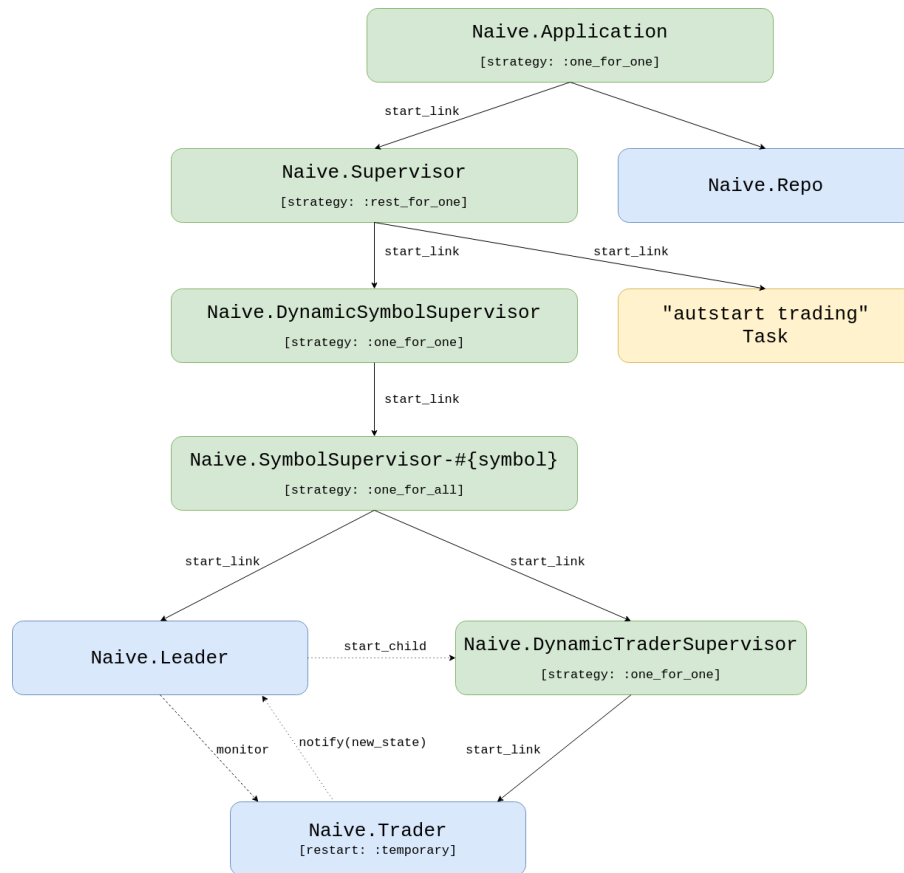 Naive.Application
[strategy: :one_for_one]
start_link
Naive.Supervisor
[strategy: :rest_for_one]
Naive.Repo
start_link
start_link
Naive.DynamicSymbolSupervisor
[strategy: :one_for_one]
"autstart trading"
Task
start_link
Naive.SymbolSupervisor-#{symbol}
[strategy: :one_for_all]
start_link
start_link
Naive.Leader
start_child
Naive.DynamicTraderSupervisor
[strategy: :one_for_one]
monitor
notify(new_state)
start_link
Naive.Trader
[restart: :temporary]